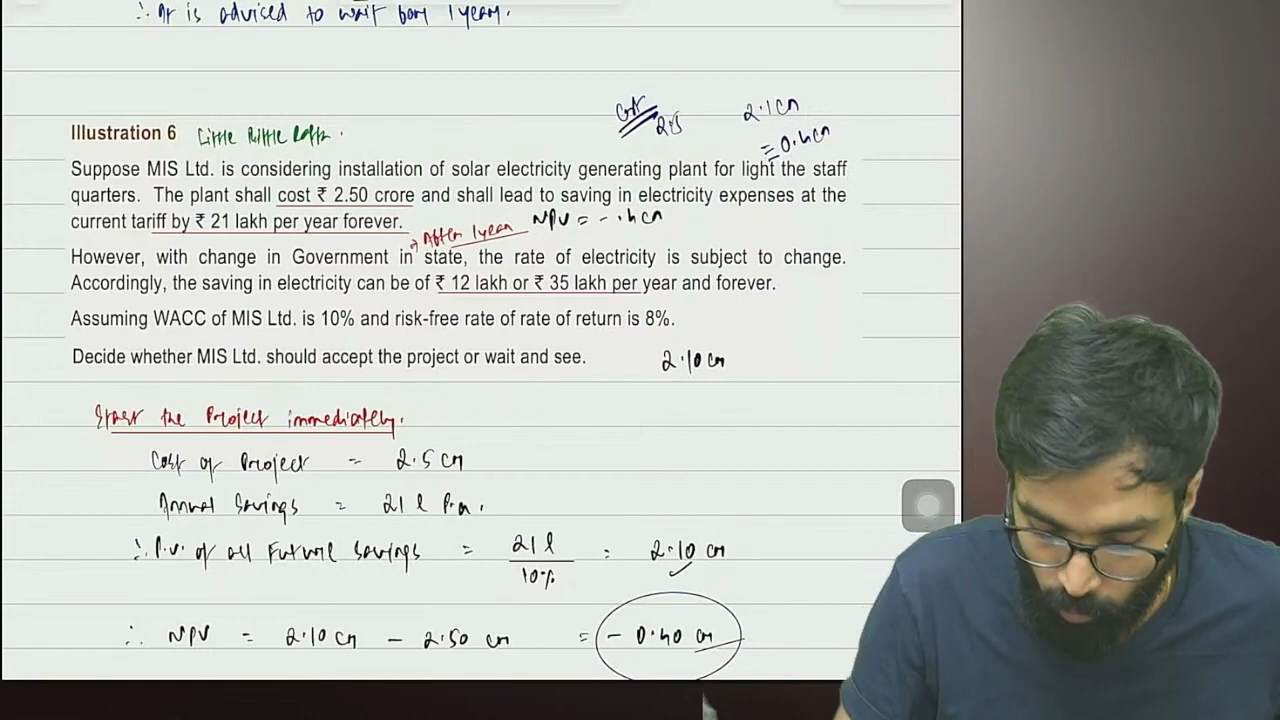 ∴ It is advised to wait for 1 year.
Cost
2.5
2.1 cr
= 0.4 cr
Illustration 6
Suppose MIS Ltd. is considering installation of solar electricity generating plant for light the staff
quarters. The plant shall cost ₹ 2.50 crore and shall lead to saving in electricity expenses at the
current tariff by ₹ 21 lakh per year forever.
NPV = - .4 cr
After 1 year
However, with change in Government in state, the rate of electricity is subject to change.
Accordingly, the saving in electricity can be of ₹ 12 lakh or ₹ 35 lakh per year and forever.
Assuming WACC of MIS Ltd. is 10% and risk-free rate of rate of return is 8%.
Decide whether MIS Ltd. should accept the project or wait and see.
2.10 cr
Start the Project immediately.
Cost of Project = 2.5 cr
Annual Savings = 21 l p.a.
∴ P.V. of all Future Savings = 21 l / 10% = 2.10 cr
∴ NPV = 2.10 cr - 2.50 cr = - 0.40 cr